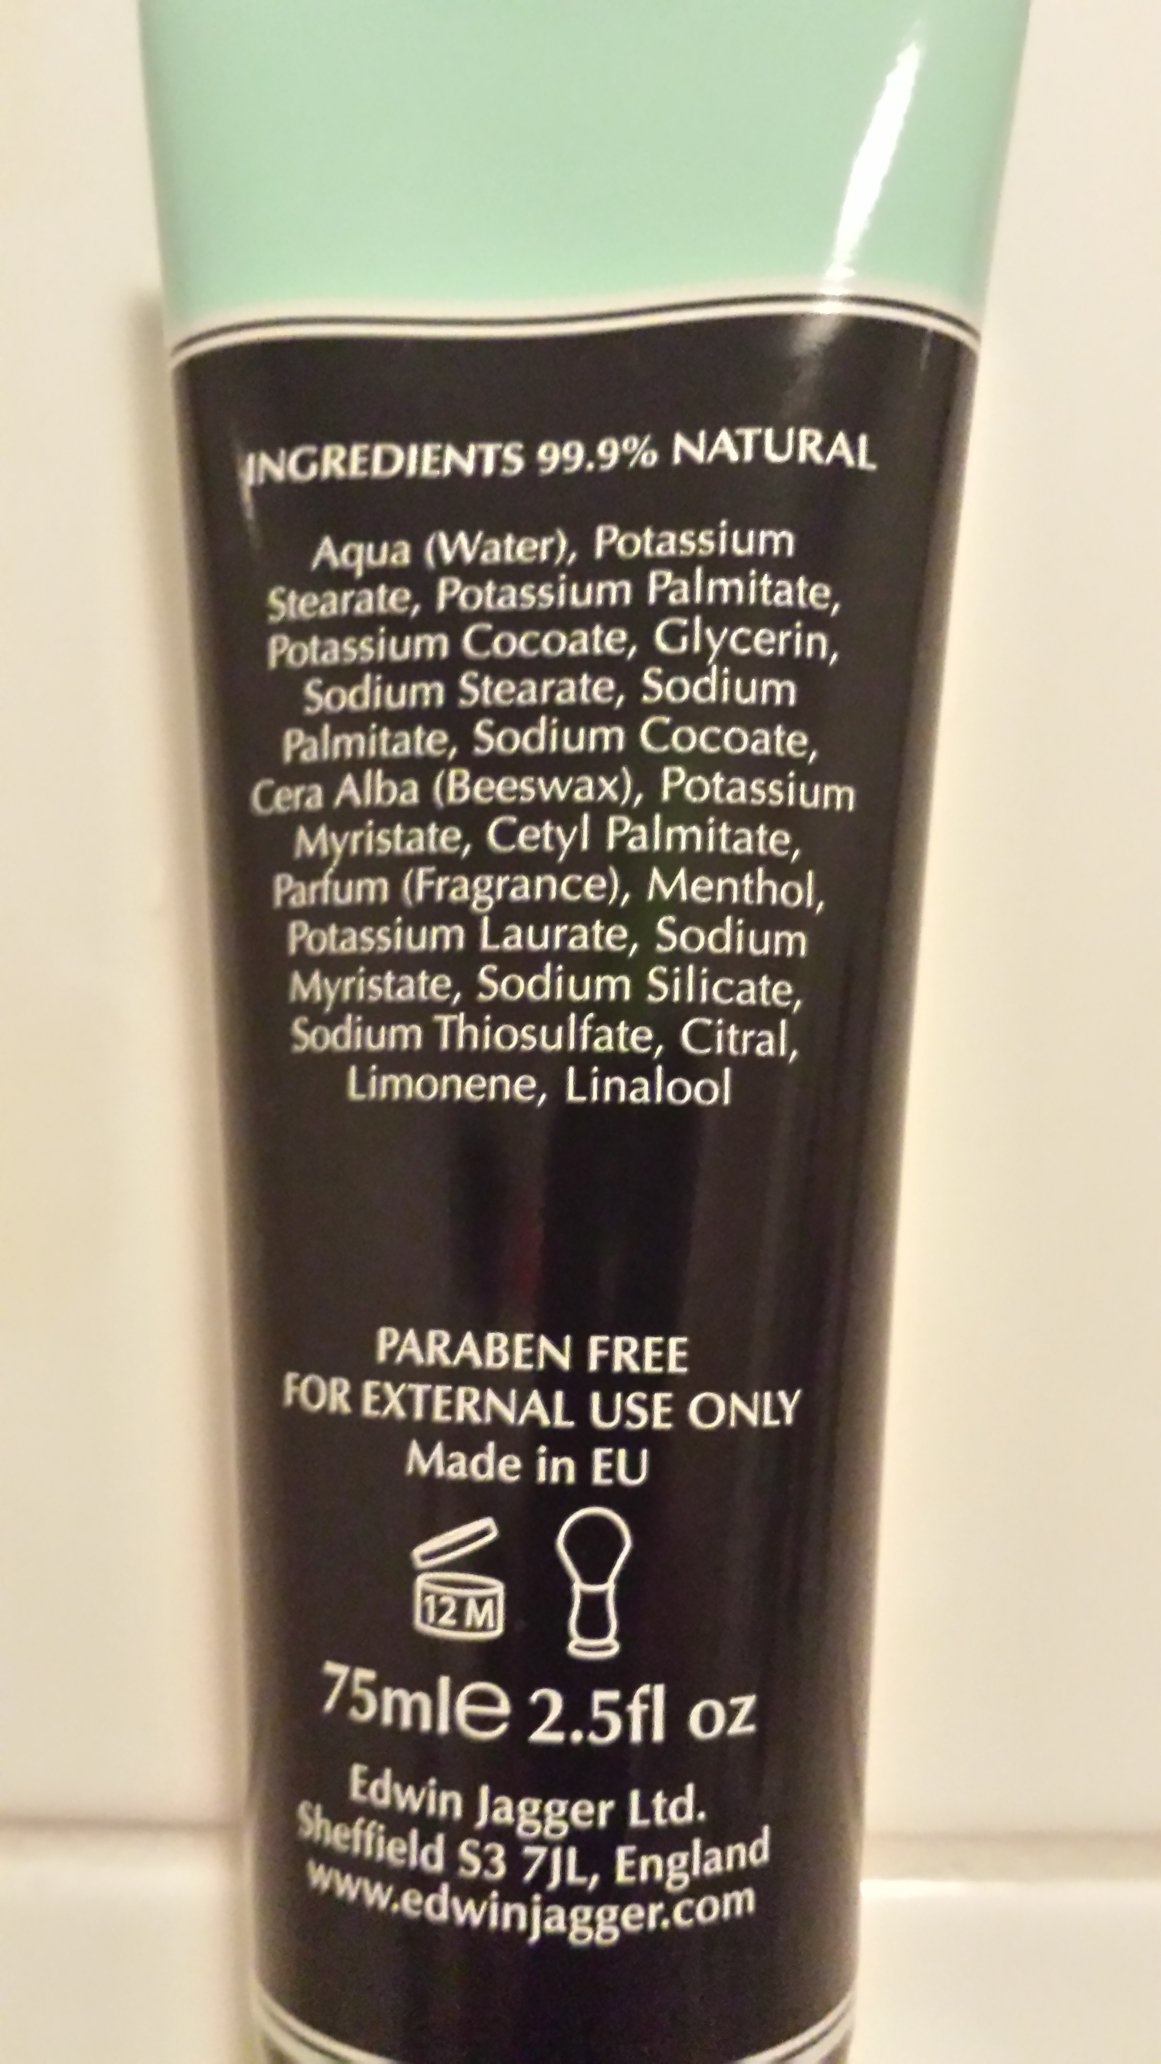 INGREDIENTS 99.9% NATURAL
Aqua (Water), Potassium
Stearate, Potassium Palmitate,
Potassium Cocoate, Glycerin,
Sodium Stearate, Sodium
Palmitate, Sodium Cocoate,
Cera Alba (Beeswax), Potassium
Myristate, Cetyl Palmitate,
Parfum (Fragrance), Menthol,
Potassium Laurate, Sodium
Myristate, Sodium Silicate,
Sodium Thiosulfate, Citral,
Limonene, Linalool
PARABEN FREE
FOR EXTERNAL USE ONLY
Made in EU
12 M
75ml℮ 2.5fl oz
Edwin Jagger Ltd.
Sheffield S3 7JL, England
www.edwinjagger.com